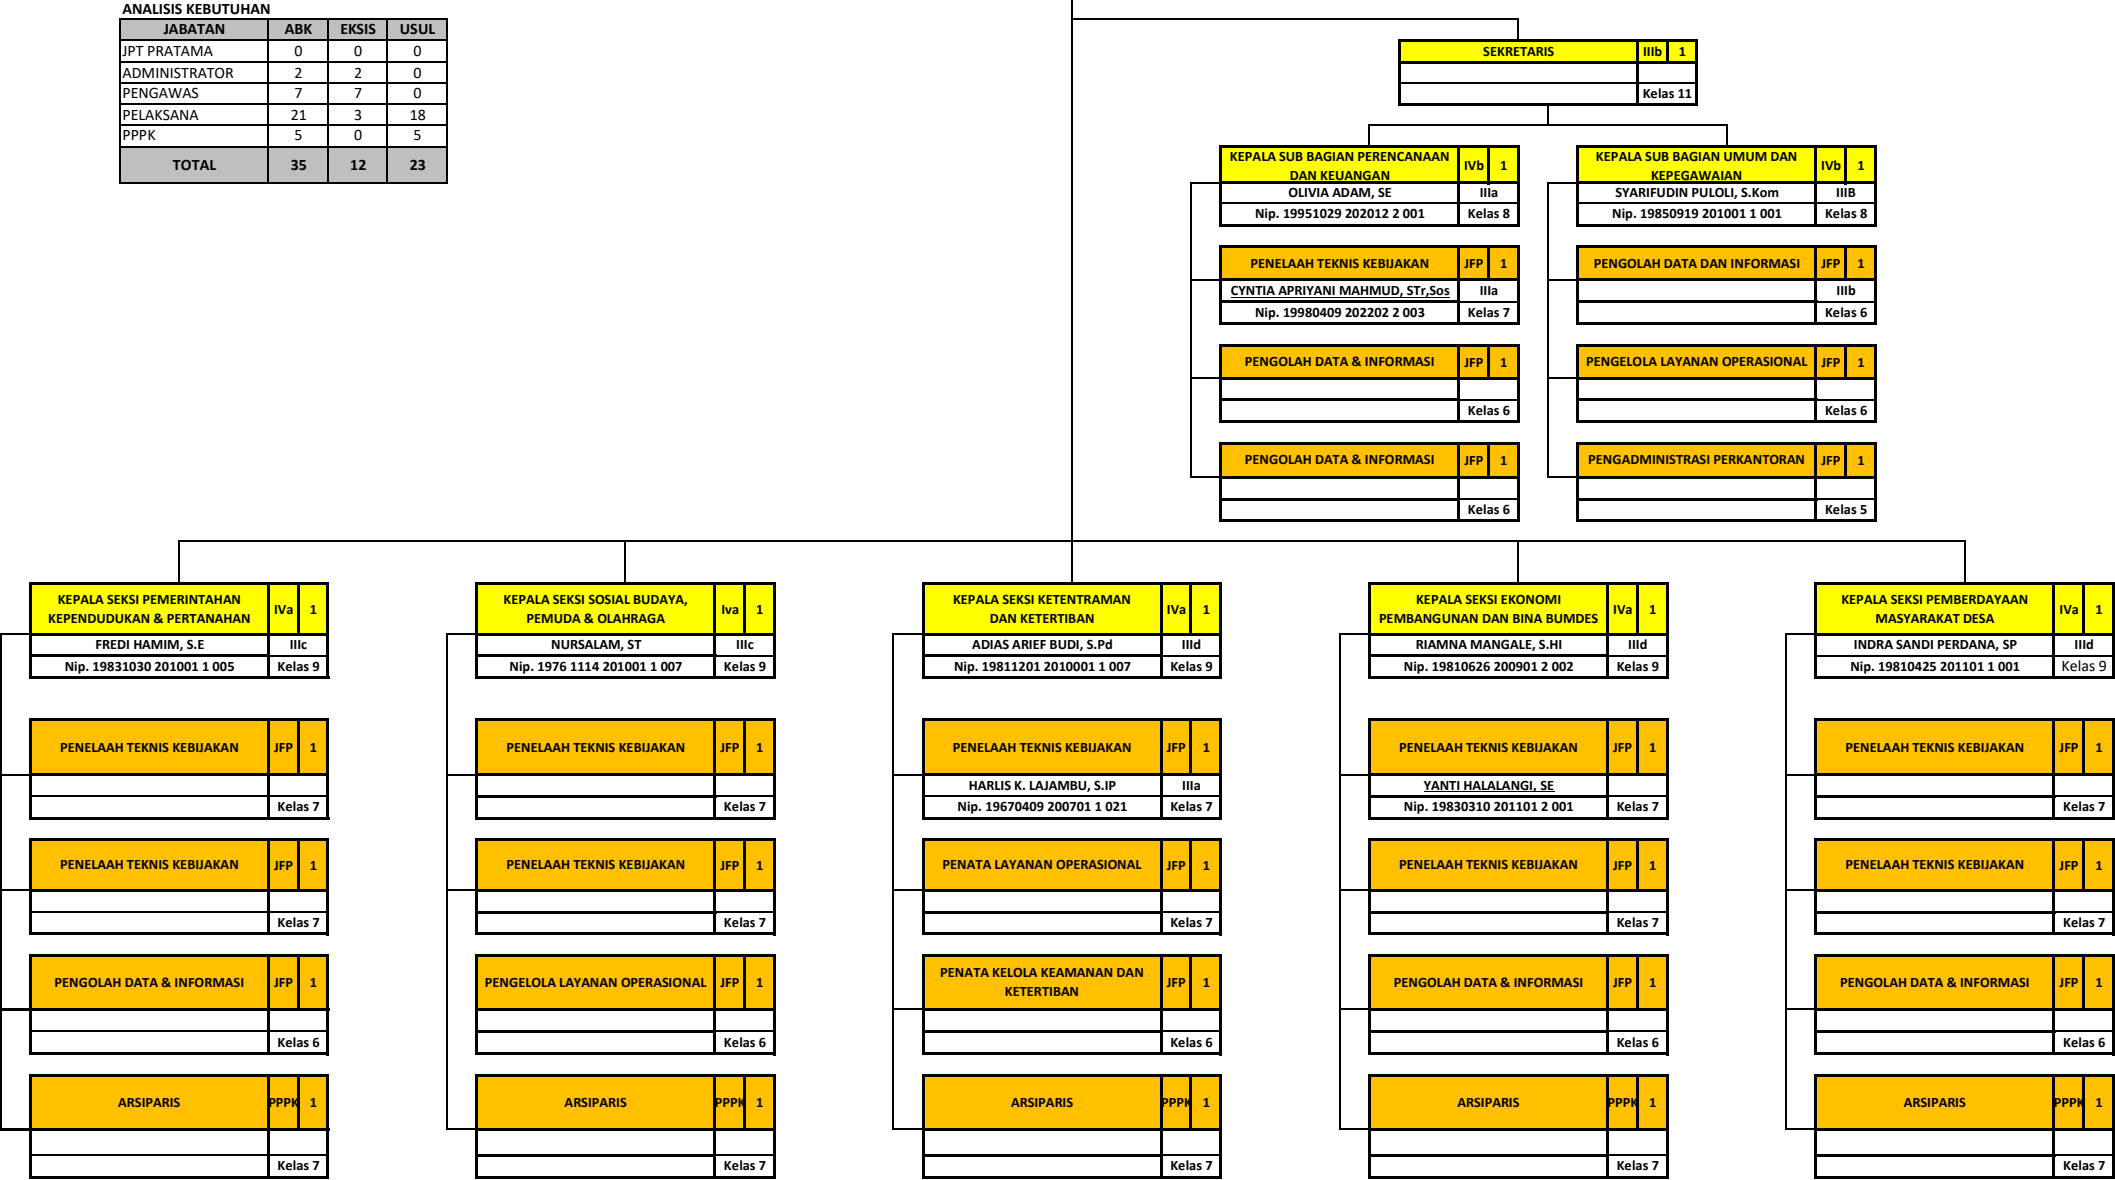 ANALISIS KEBUTUHAN
JABATAN ABK EKSIS USUL
JPT PRATAMA 0 0 0
ADMINISTRATOR 2 2 0
PENGAWAS 7 7 0
PELAKSANA 21 3 18
PPPK 5 0 5
TOTAL 35 12 23
SEKRETARIS IIIb 1
Kelas 11
KEPALA SUB BAGIAN PERENCANAAN
DAN KEUANGAN IVb 1
OLIVIA ADAM, SE IIIa
Nip. 19951029 202012 2 001 Kelas 8
PENELAAH TEKNIS KEBIJAKAN JFP 1
CYNTIA APRIYANI MAHMUD, STr,Sos IIIa
Nip. 19980409 202202 2 003 Kelas 7
PENGOLAH DATA & INFORMASI JFP 1
Kelas 6
PENGOLAH DATA & INFORMASI JFP 1
Kelas 6
KEPALA SUB BAGIAN UMUM DAN
KEPEGAWAIAN IVb 1
SYARIFUDIN PULOLI, S.Kom IIIB
Nip. 19850919 201001 1 001 Kelas 8
PENGOLAH DATA DAN INFORMASI JFP 1
IIIb
Kelas 6
PENGELOLA LAYANAN OPERASIONAL JFP 1
Kelas 6
PENGADMINISTRASI PERKANTORAN JFP 1
Kelas 5
KEPALA SEKSI PEMERINTAHAN
KEPENDUDUKAN & PERTANAHAN IVa 1
FREDI HAMIM, S.E IIIc
Nip. 19831030 201001 1 005 Kelas 9
PENELAAH TEKNIS KEBIJAKAN JFP 1
Kelas 7
PENELAAH TEKNIS KEBIJAKAN JFP 1
Kelas 7
PENGOLAH DATA & INFORMASI JFP 1
Kelas 6
ARSIPARIS PPPK 1
Kelas 7
KEPALA SEKSI SOSIAL BUDAYA,
PEMUDA & OLAHRAGA Iva 1
NURSALAM, ST IIIc
Nip. 1976 1114 201001 1 007 Kelas 9
PENELAAH TEKNIS KEBIJAKAN JFP 1
Kelas 7
PENELAAH TEKNIS KEBIJAKAN JFP 1
Kelas 7
PENGELOLA LAYANAN OPERASIONAL JFP 1
Kelas 6
ARSIPARIS PPPK 1
Kelas 7
KEPALA SEKSI KETENTRAMAN
DAN KETERTIBAN IVa 1
ADIAS ARIEF BUDI, S.Pd IIId
Nip. 19811201 2010001 1 007 Kelas 9
PENELAAH TEKNIS KEBIJAKAN JFP 1
HARLIS K. LAJAMBU, S.IP IIIa
Nip. 19670409 200701 1 021 Kelas 7
PENATA LAYANAN OPERASIONAL JFP 1
Kelas 7
PENATA KELOLA KEAMANAN DAN
KETERTIBAN JFP 1
Kelas 6
ARSIPARIS PPPK 1
Kelas 7
KEPALA SEKSI EKONOMI
PEMBANGUNAN DAN BINA BUMDES IVa 1
RIAMNA MANGALE, S.HI IIId
Nip. 19810626 200901 2 002 Kelas 9
PENELAAH TEKNIS KEBIJAKAN JFP 1
YANTI HALALANGI, SE
Nip. 19830310 201101 2 001 Kelas 7
PENELAAH TEKNIS KEBIJAKAN JFP 1
Kelas 7
PENGOLAH DATA & INFORMASI JFP 1
Kelas 6
ARSIPARIS PPPK 1
Kelas 7
KEPALA SEKSI PEMBERDAYAAN
MASYARAKAT DESA IVa 1
INDRA SANDI PERDANA, SP IIId
Nip. 19810425 201101 1 001 Kelas 9
PENELAAH TEKNIS KEBIJAKAN JFP 1
Kelas 7
PENELAAH TEKNIS KEBIJAKAN JFP 1
Kelas 7
PENGOLAH DATA & INFORMASI JFP 1
Kelas 6
ARSIPARIS PPPK 1
Kelas 7